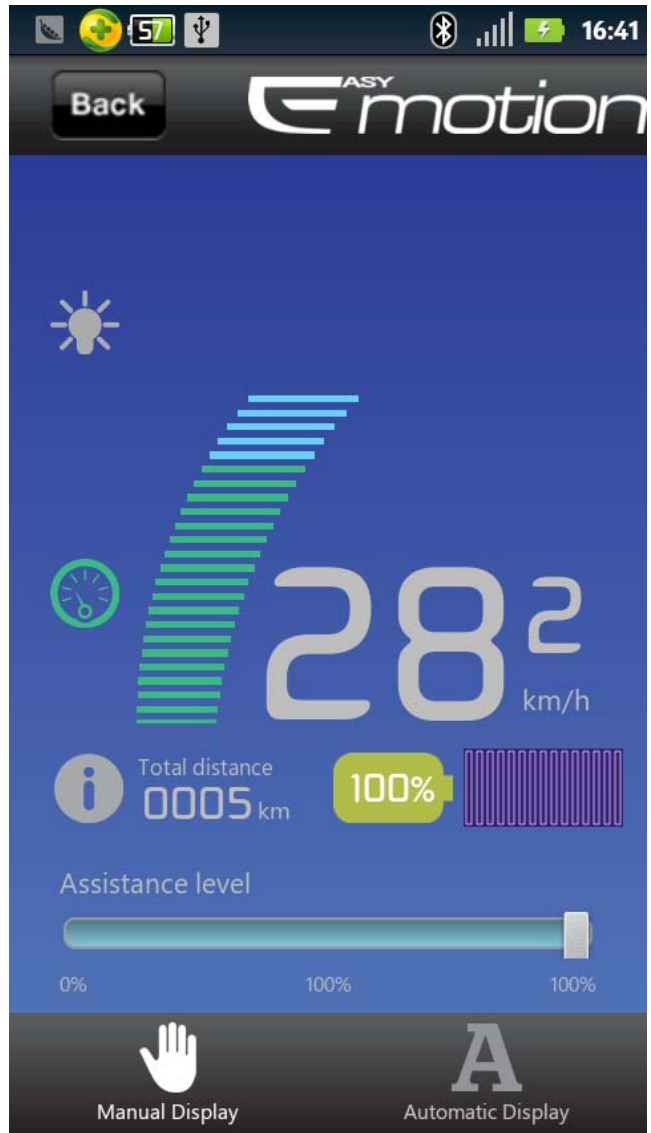 57 16:41
Back EASY motion
28 2
km/h
Total distance
0005 km
100%
Assistance level
0% 100% 100%
A
Manual Display Automatic Display